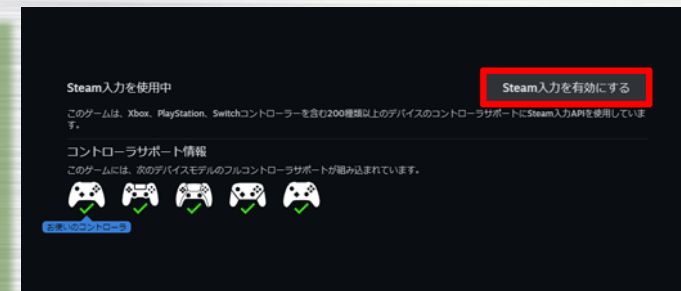 Steam入力を使用中
Steam入力を有効にする
このゲームは、Xbox、PlayStation、Switchコントローラーを含む200種類以上のデバイスのコントローラサポートにSteam入力APIを使用していま
す。
コントローラサポート情報
このゲームには、次のデバイスモデルのフルコントローラサポートが組み込まれています。
お使いのコントローラ